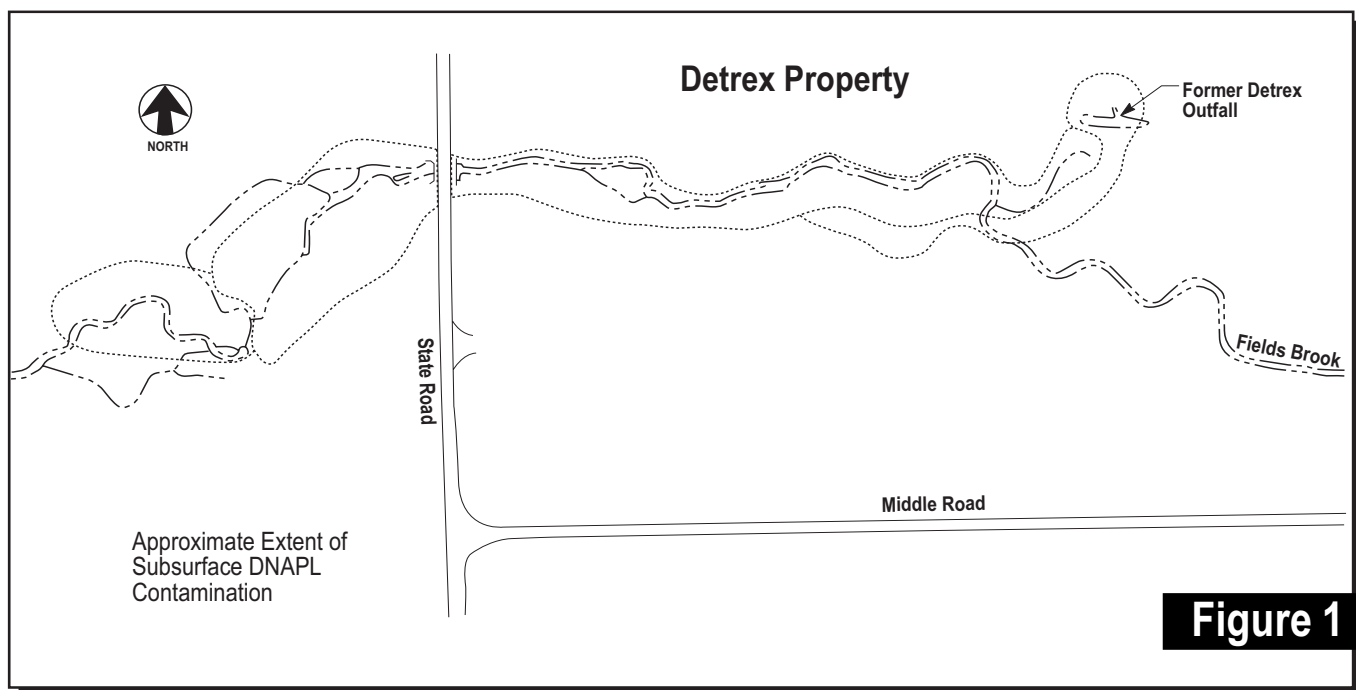 Detrex Property
Former Detrex
Outfall
NORTH
State Road
Fields Brook
Middle Road
Approximate Extent of
Subsurface DNAPL
Contamination
Figure 1